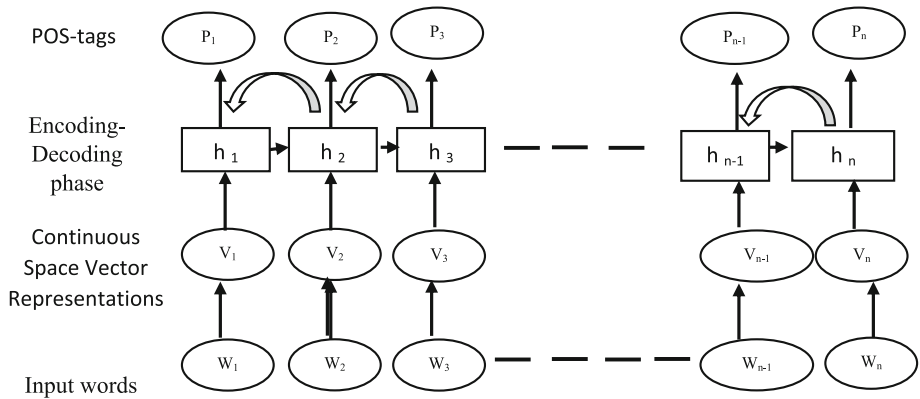 POS-tags P₁ P₂ P₃ Pₙ₋₁ Pₙ
Encoding-
Decoding
phase
h ₁ h ₂ h ₃ h ₙ₋₁ h ₙ
Continuous
Space Vector
Representations
V₁ V₂ V₃ Vₙ₋₁ Vₙ
W₁ W₂ W₃ Wₙ₋₁ Wₙ
Input words